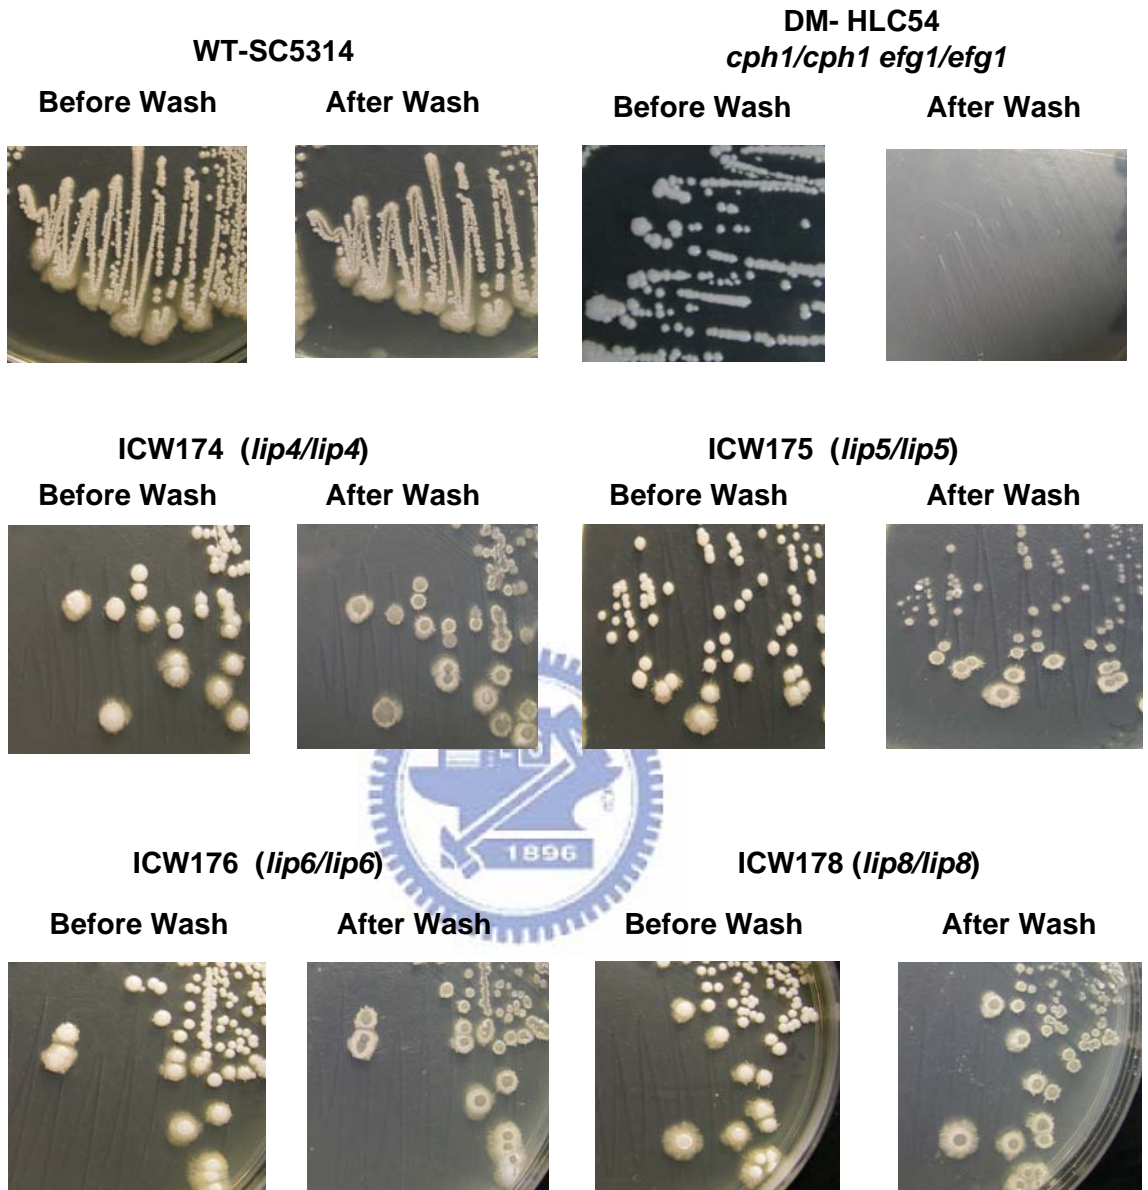 WT-SC5314
DM- HLC54
cph1/cph1 efg1/efg1
Before Wash After Wash Before Wash After Wash
ICW174 (lip4/lip4) ICW175 (lip5/lip5)
Before Wash After Wash Before Wash After Wash
1896
ICW176 (lip6/lip6) ICW178 (lip8/lip8)
Before Wash After Wash Before Wash After Wash